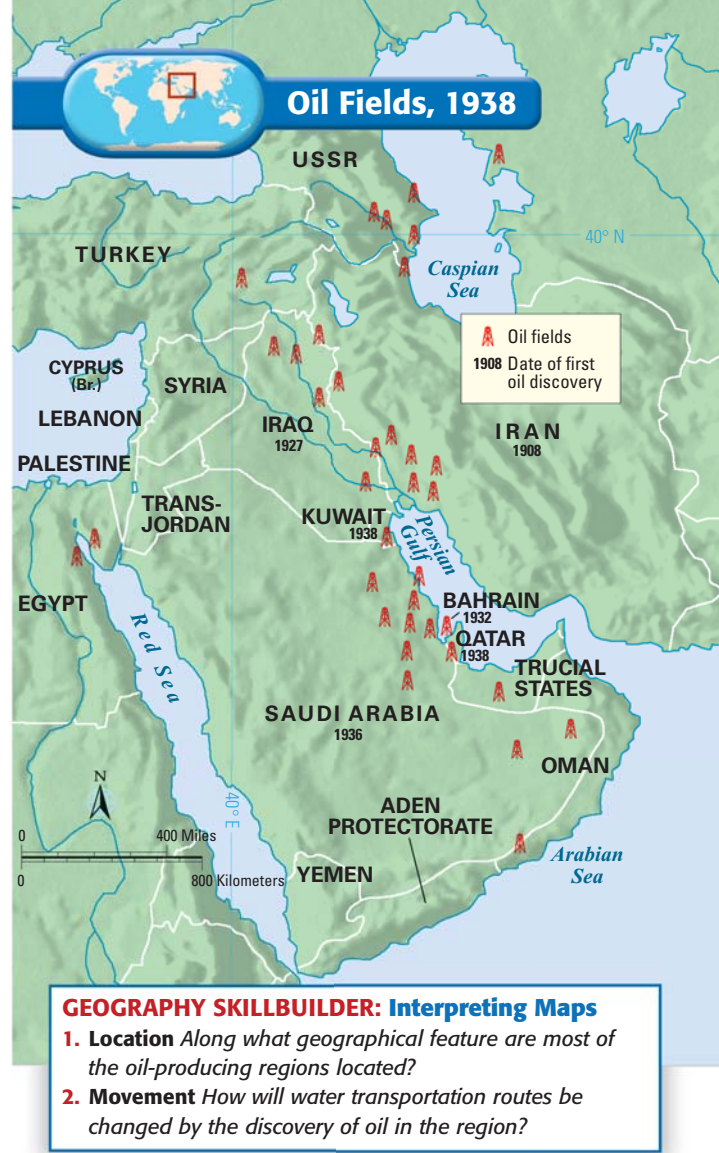 Oil Fields, 1938
USSR
40° N
TURKEY
Caspian
Sea
Oil fields
1908 Date of first
oil discovery
CYPRUS
(Br.)
SYRIA
LEBANON
IRAQ
1927
IRAN
1908
PALESTINE
TRANS-
JORDAN
KUWAIT
1938
Persian
Gulf
EGYPT
BAHRAIN
1932
Red Sea
QATAR
1938
TRUCIAL
STATES
SAUDI ARABIA
1936
OMAN
N
40° E
ADEN
PROTECTORATE
0 400 Miles
0 800 Kilometers
YEMEN
Arabian
Sea
GEOGRAPHY SKILLBUILDER: Interpreting Maps
1. Location Along what geographical feature are most of
the oil-producing regions located?
2. Movement How will water transportation routes be
changed by the discovery of oil in the region?